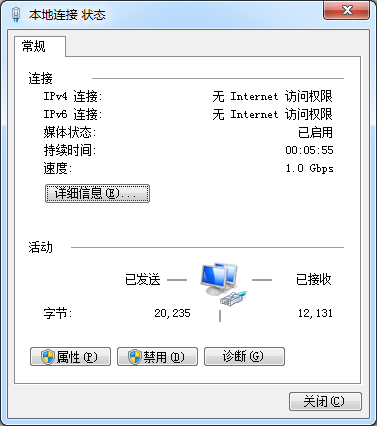 本地连接 状态
常规
连接
IPv4 连接: 无 Internet 访问权限
IPv6 连接: 无 Internet 访问权限
媒体状态: 已启用
持续时间: 00:05:55
速度: 1.0 Gbps
详细信息(E)...
活动
已发送 — 已接收
字节: 20,235 | 12,131
属性(P) 禁用(D) 诊断(G)
关闭(C)